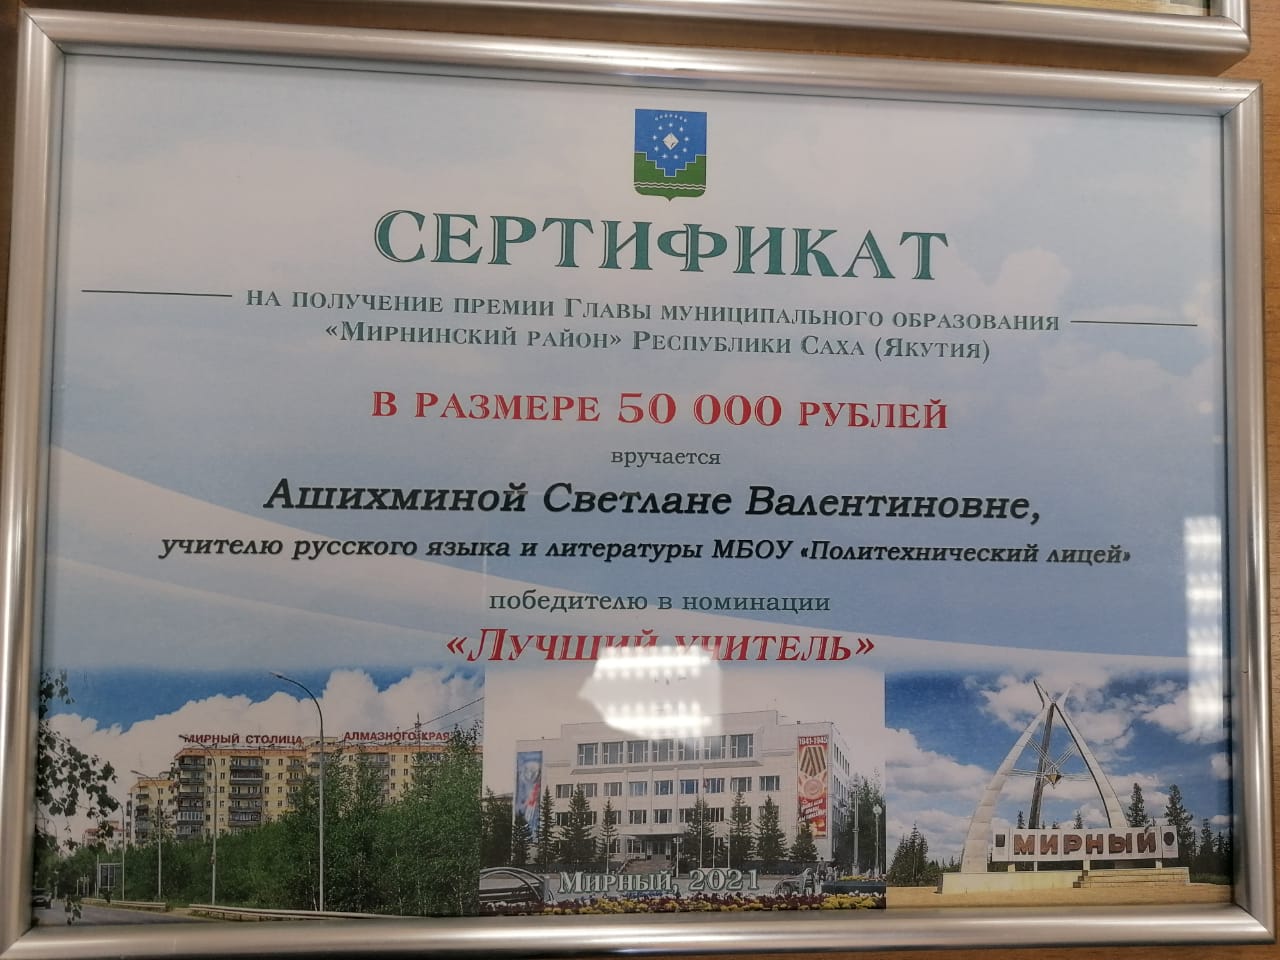 СЕРТИФИКАТ
НА ПОЛУЧЕНИЕ ПРЕМИИ ГЛАВЫ МУНИЦИПАЛЬНОГО ОБРАЗОВАНИЯ
«МИРНИНСКИЙ РАЙОН» РЕСПУБЛИКИ САХА (ЯКУТИЯ)
В РАЗМЕРЕ 50 000 РУБЛЕЙ
вручается
Ашихминой Светлане Валентиновне,
учителю русского языка и литературы МБОУ «Политехнический лицей»
победителю в номинации
«ЛУЧШИЙ УЧИТЕЛЬ»
МИРНЫЙ СТОЛИЦА АЛМАЗНОГО КРАЯ
1941-1945
МИРНЫЙ
Мирный, 2021